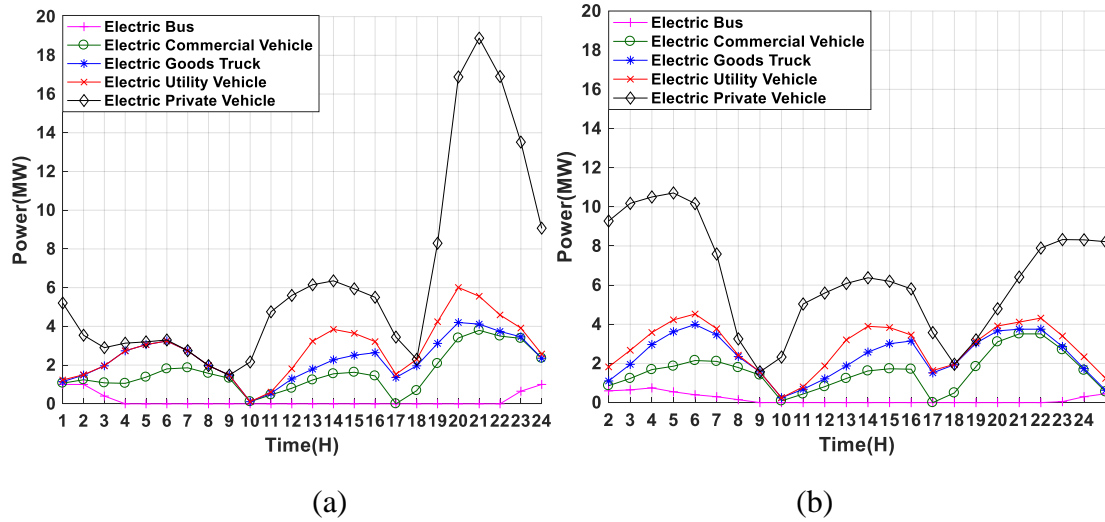 20
18
16
14
12
10
8
6
4
2
0
Power(MW)
Electric Bus
Electric Commercial Vehicle
Electric Goods Truck
Electric Utility Vehicle
Electric Private Vehicle
1 2 3 4 5 6 7 8 9 10 11 12 13 14 15 16 17 18 19 20 21 22 23 24
Time(H)
(a)
20
18
16
14
12
10
8
6
4
2
0
Power(MW)
Electric Bus
Electric Commercial Vehicle
Electric Goods Truck
Electric Utility Vehicle
Electric Private Vehicle
2 3 4 5 6 7 8 9 10 11 12 13 14 15 16 17 18 19 20 21 22 23 24
Time(H)
(b)